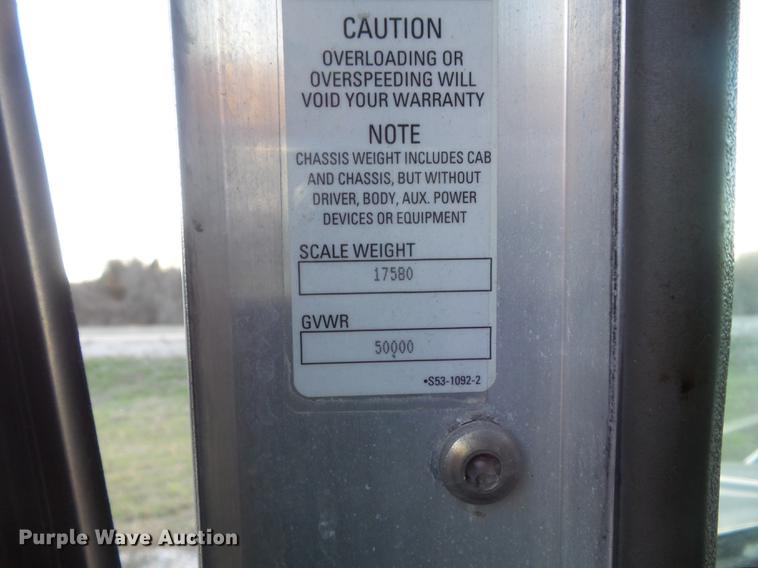 CAUTION
OVERLOADING OR
OVERSPEEDING WILL
VOID YOUR WARRANTY
NOTE
CHASSIS WEIGHT INCLUDES CAB
AND CHASSIS, BUT WITHOUT
DRIVER, BODY, AUX. POWER
DEVICES OR EQUIPMENT
SCALE WEIGHT
17580
GVWR
50000
•S53-1092-2
Purple Wave Auction